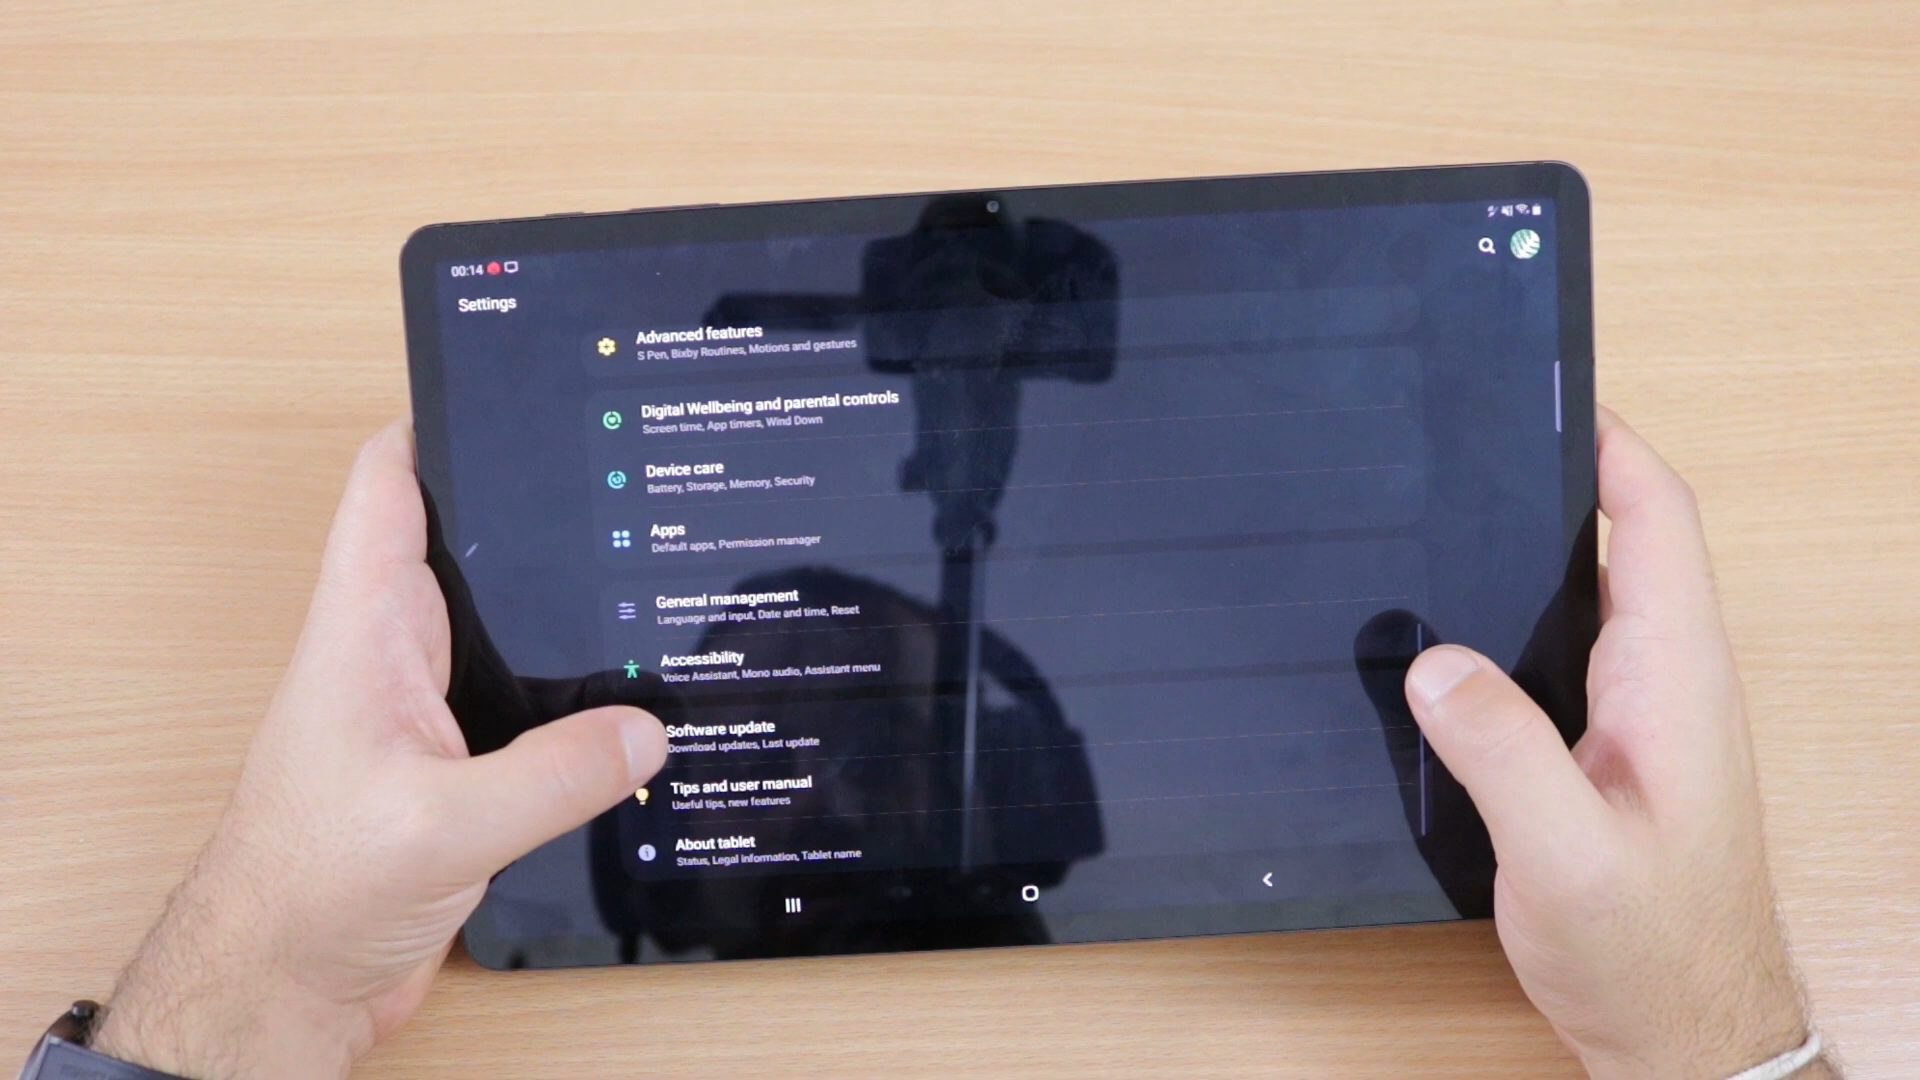 00:14
Settings
Advanced features
S Pen, Bixby Routines, Motions and gestures
Digital Wellbeing and parental controls
Screen time, App timers, Wind Down
Device care
Battery, Storage, Memory, Security
Apps
Default apps, Permission manager
General management
Language and input, Date and time, Reset
Accessibility
Voice Assistant, Mono audio, Assistant menu
Software update
Download updates, Last update
Tips and user manual
Useful tips, new features
About tablet
Status, Legal information, Tablet name